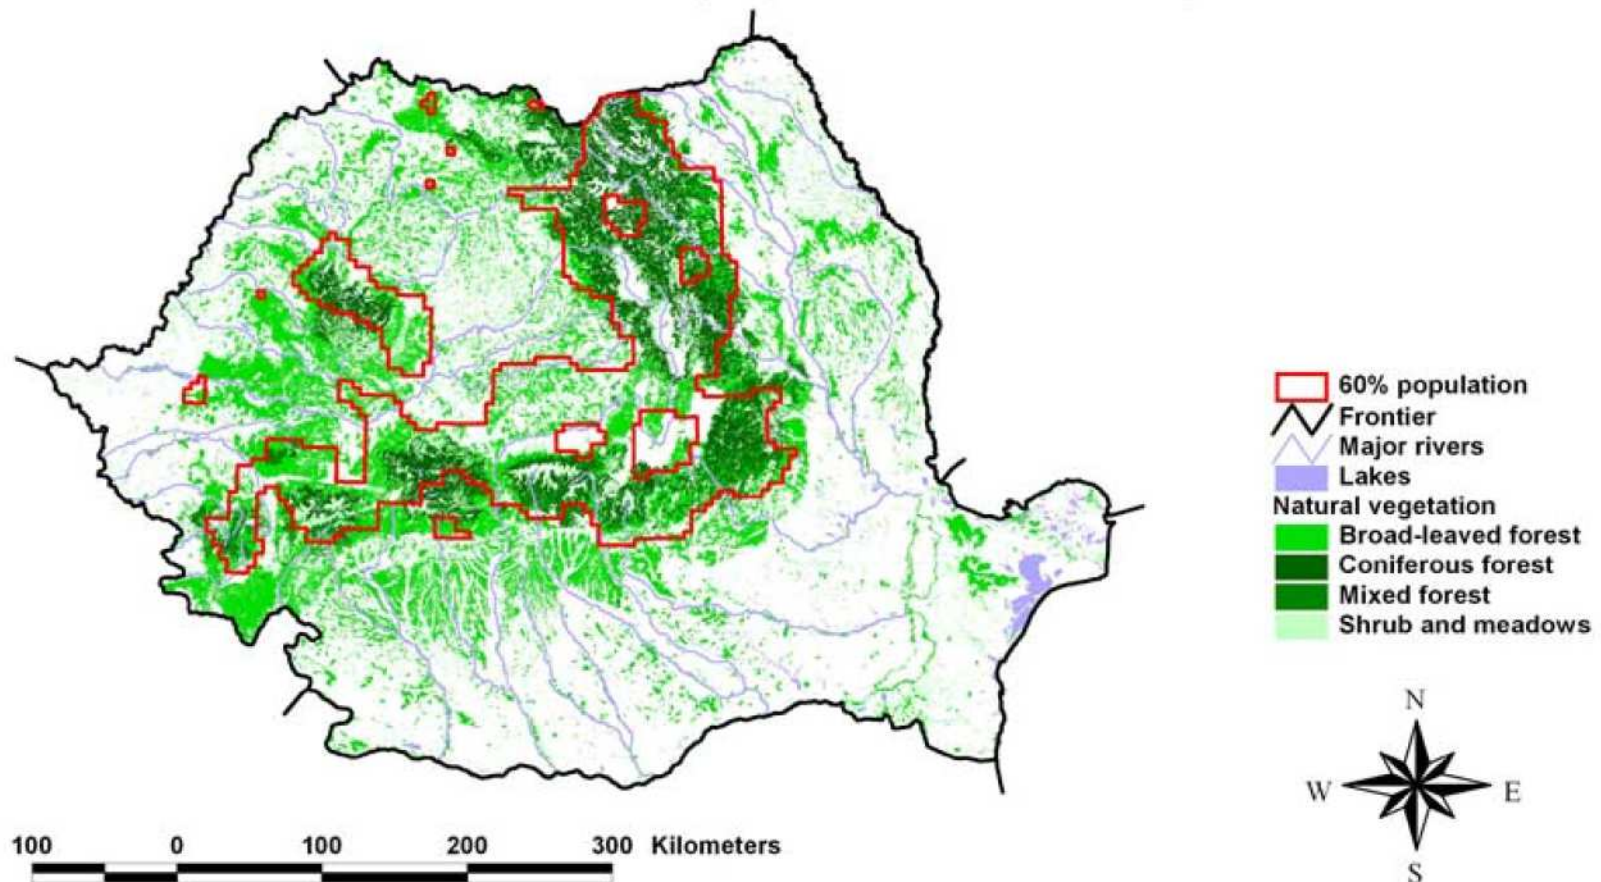 60% population
Frontier
Major rivers
Lakes
Natural vegetation
Broad-leaved forest
Coniferous forest
Mixed forest
Shrub and meadows
N
W E
S
100 0 100 200 300 Kilometers